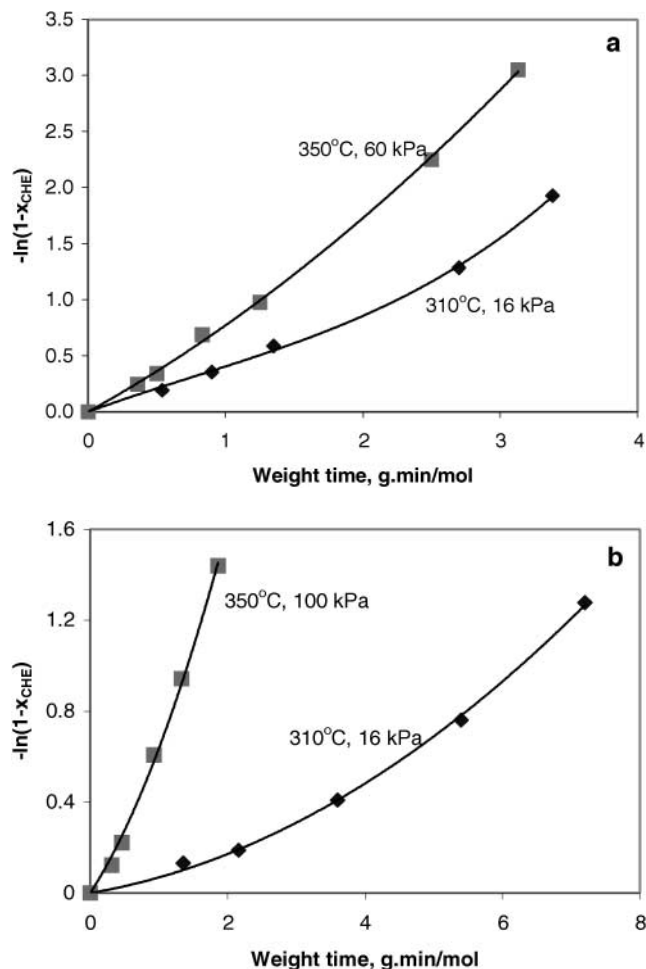 a
3.5
3.0
2.5
2.0
1.5
1.0
0.5
0.0
-ln(1-xCHE)
350°C, 60 kPa
310°C, 16 kPa
0 1 2 3 4
Weight time, g.min/mol
b
1.6
1.2
0.8
0.4
0
-ln(1-xCHE)
350°C, 100 kPa
310°C, 16 kPa
0 2 4 6 8
Weight time, g.min/mol